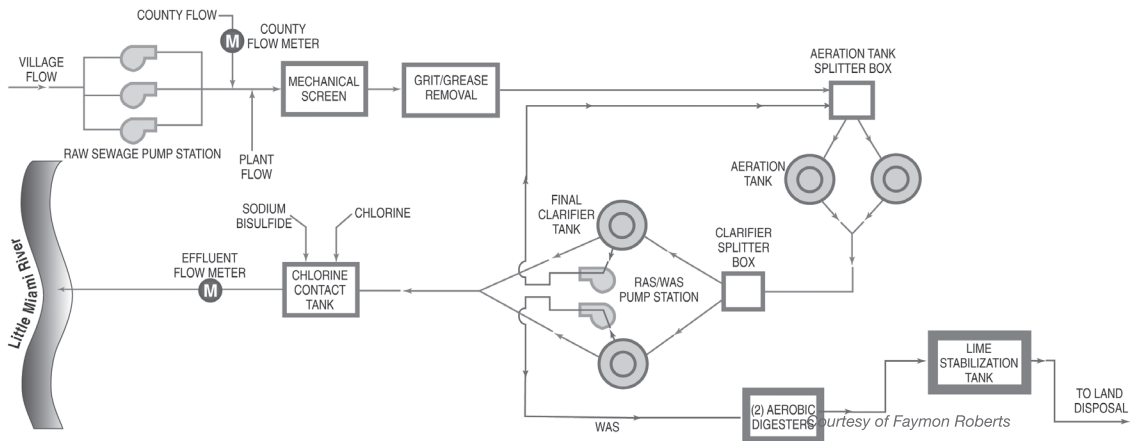 COUNTY FLOW
M
COUNTY
FLOW METER
VILLAGE
FLOW
MECHANICAL
SCREEN
GRIT/GREASE
REMOVAL
AERATION TANK
SPLITTER BOX
RAW SEWAGE PUMP STATION
PLANT
FLOW
AERATION
TANK
SODIUM
BISULFIDE
CHLORINE
FINAL
CLARIFIER
TANK
CLARIFIER
SPLITTER
BOX
Little Miami River
EFFLUENT
FLOW METER
M
CHLORINE
CONTACT
TANK
RAS/WAS
PUMP STATION
LIME
STABILIZATION
TANK
TO LAND
DISPOSAL
(2) AEROBIC
DIGESTERS
WAS
Courtesy of Faymon Roberts